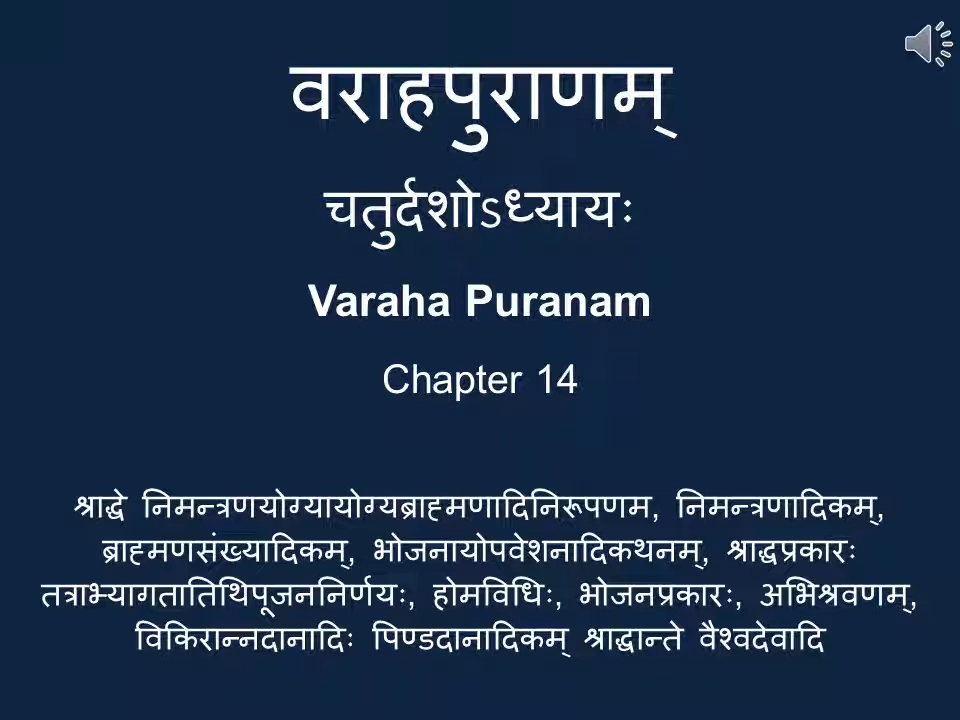 वराहपुराणम्
चतुर्दशोऽध्यायः
Varaha Puranam
Chapter 14
श्राद्धे निमन्त्रणयोग्यायोग्यब्राह्मणादिनिरूपणम, निमन्त्रणादिकम्,
ब्राह्मणसंख्यादिकम्, भोजनायोपवेशनादिकथनम्, श्राद्धप्रकारः
तत्राभ्यागतातिथिपूजननिर्णयः, होमविधिः, भोजनप्रकारः, अभिश्रवणम्,
विकिरान्नदानादिः पिण्डदानादिकम् श्राद्धान्ते वैश्वदेवादि